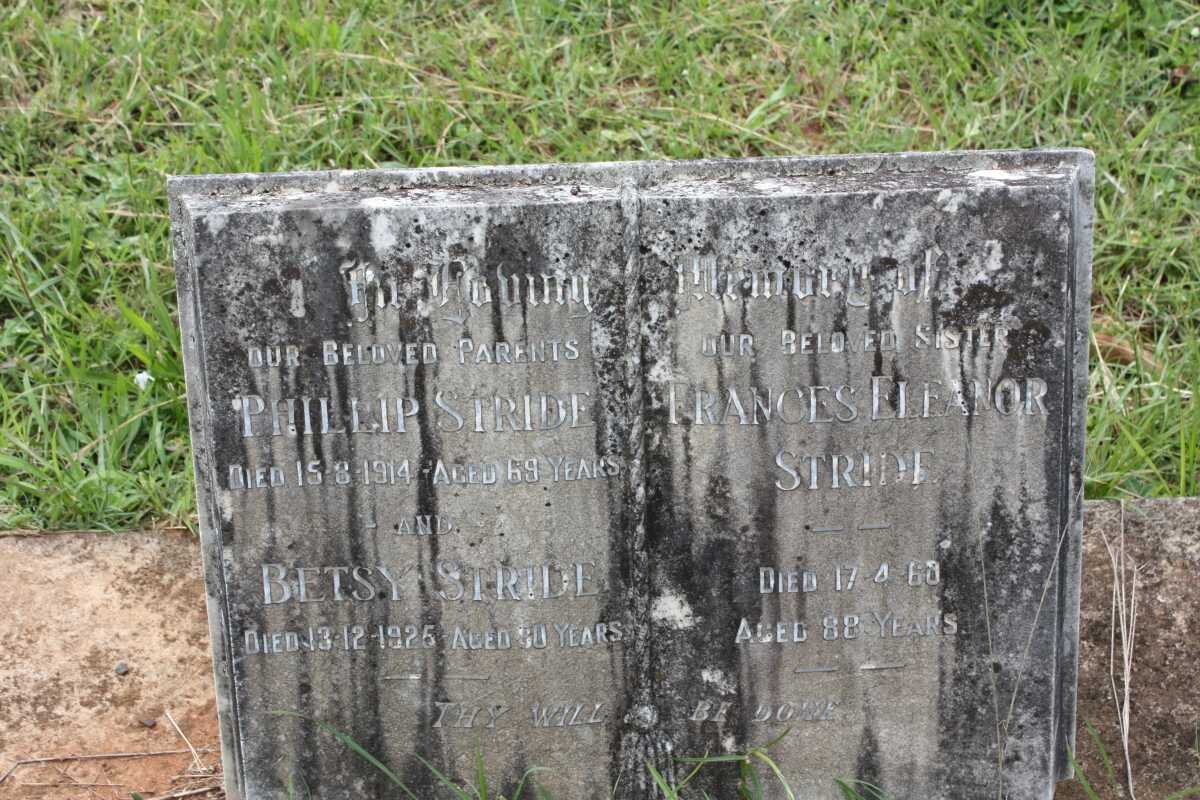 In Loving Memory of
OUR BELOVED PARENTS
PHILLIP STRIDE
DIED 15-8-1914 - AGED 69 YEARS
- AND -
BETSY STRIDE
DIED 13-12-1925 AGED 80 YEARS
OUR BELOVED SISTER
FRANCES ELEANOR
STRIDE
DIED 17-4-68
AGED 88 YEARS
THY WILL BE DONE